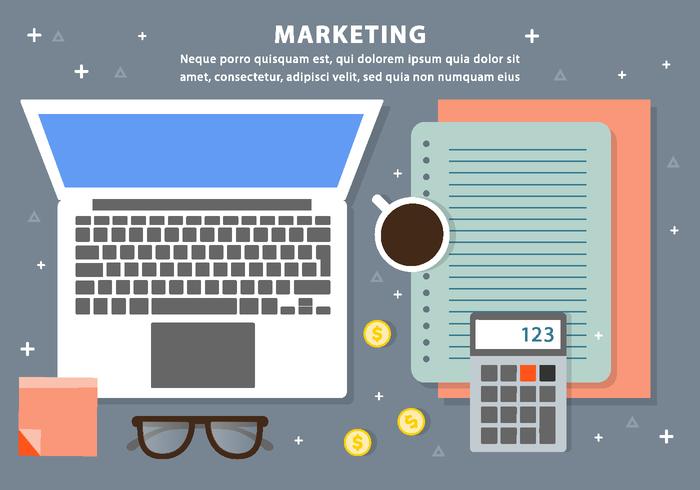 MARKETING
Neque porro quisquam est, qui dolorem ipsum quia dolor sit
amet, consectetur, adipisci velit, sed quia non numquam eius
123
$
$
$